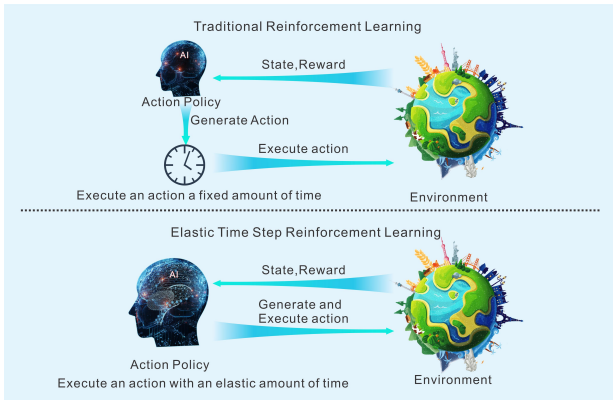 Traditional Reinforcement Learning
AI
State,Reward
Action Policy
Generate Action
Execute action
Execute an action a fixed amount of time
Environment
Elastic Time Step Reinforcement Learning
AI
State,Reward
Generate and
Execute action
Action Policy
Environment
Execute an action with an elastic amount of time